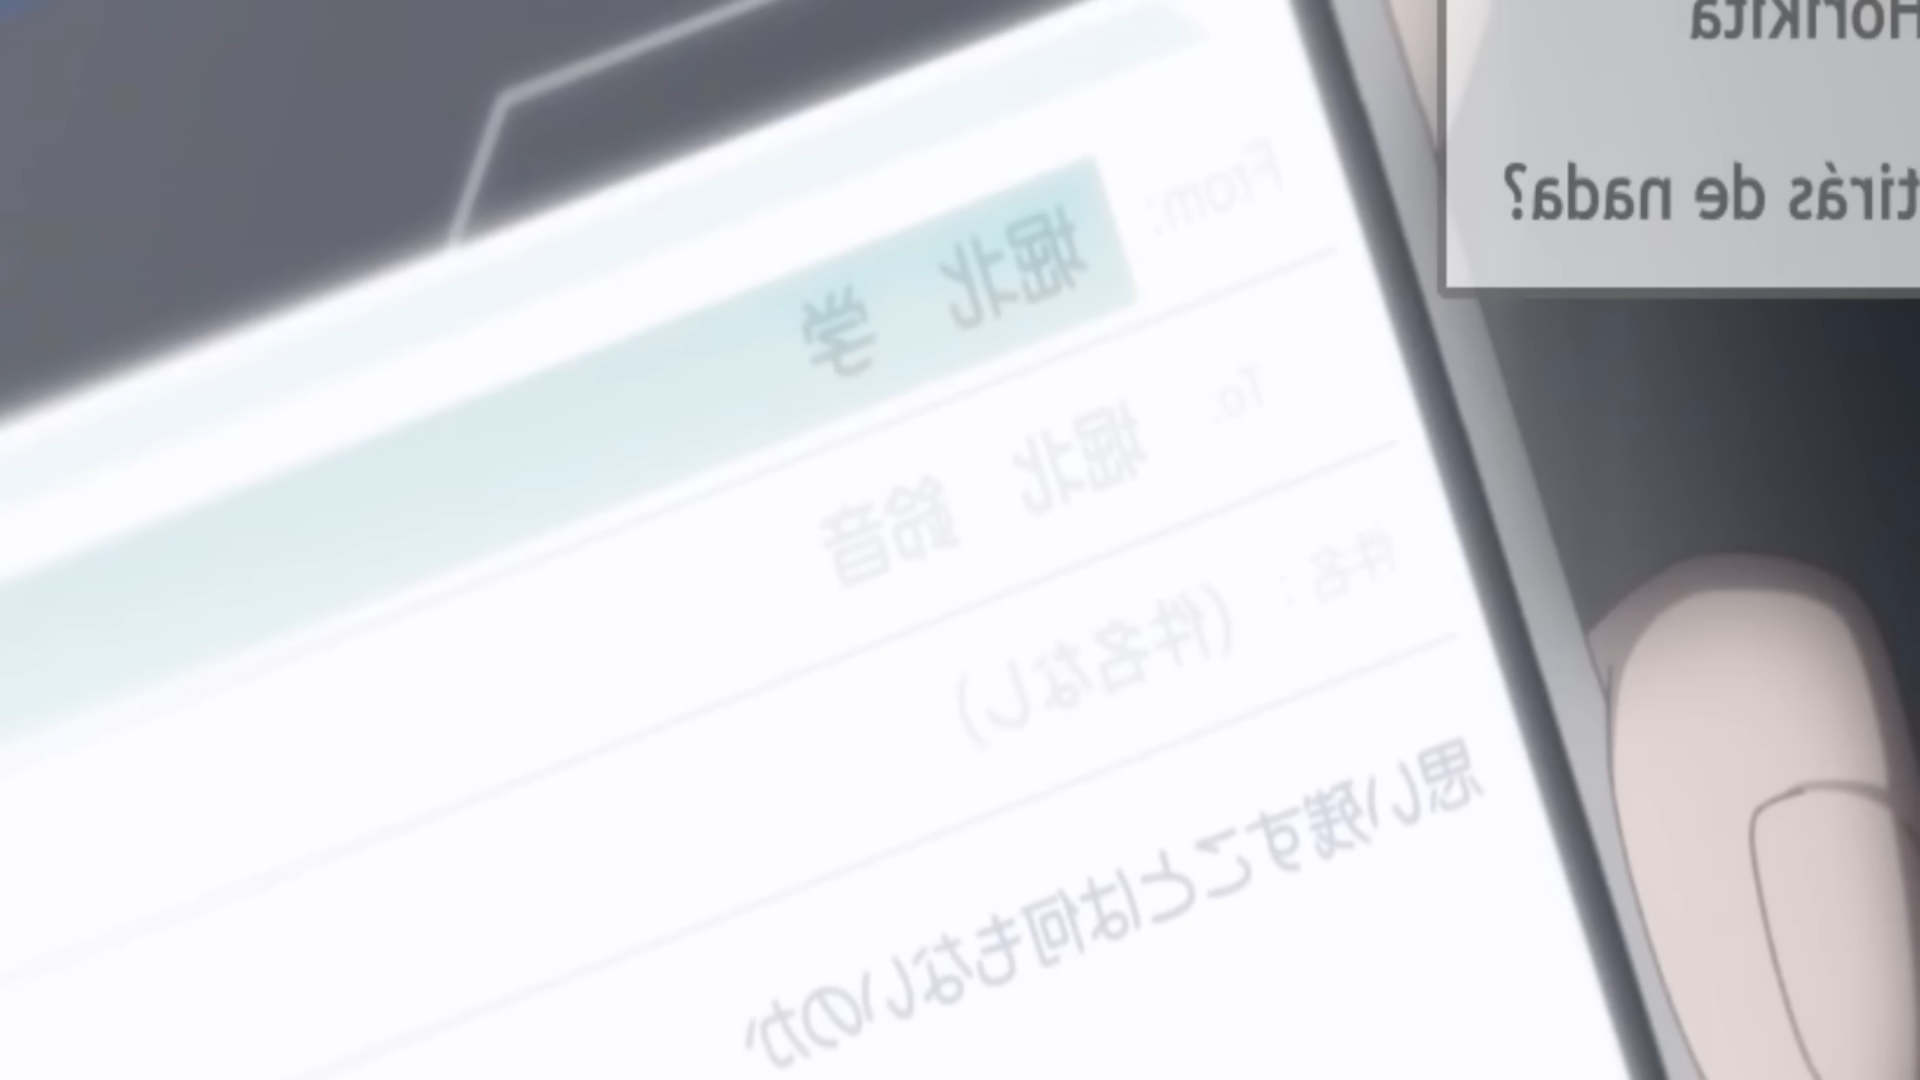 Horikita
tirás de nada?
From: 堀北 学
To: 堀北 鈴音
件名: (件名なし)
思い残すことは何もないのか